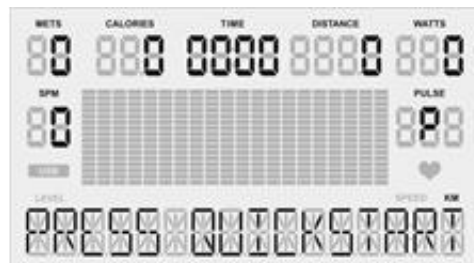 METS CALORIES TIME DISTANCE WATTS
0 0 0000 0 0
SPM PULSE
0 P
LEVEL SPEED KM
PRESS QUICKSTART